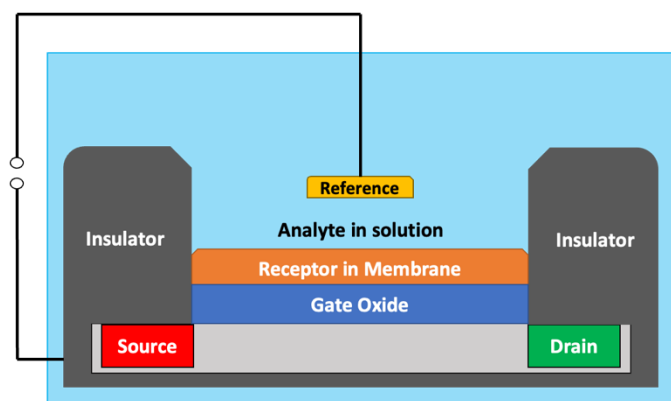 Reference
Analyte in solution
Insulator
Insulator
Receptor in Membrane
Gate Oxide
Source
Drain